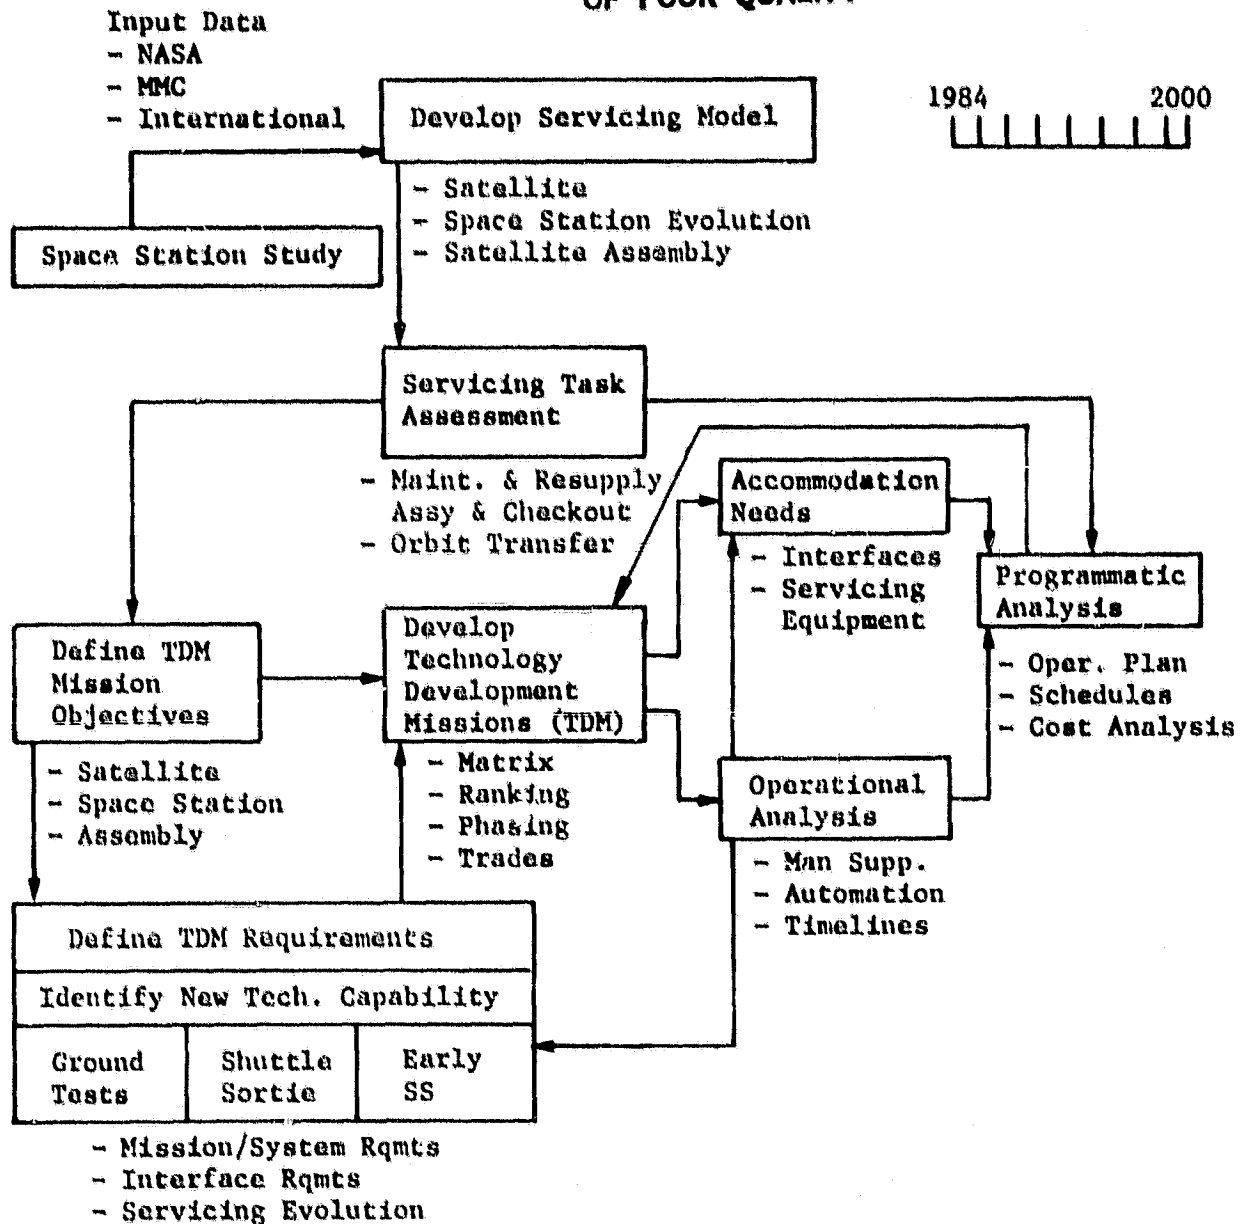 OF POOR QUALITY
Input Data
- NASA
- MMC
- International
Develop Servicing Model
1984 2000
- Satellite
- Space Station Evolution
- Satellite Assembly
Space Station Study
Servicing Task
Assessment
- Maint. & Resupply
Assy & Checkout
- Orbit Transfer
Accommodation
Needs
- Interfaces
- Servicing
Equipment
Programmatic
Analysis
- Oper. Plan
- Schedules
- Cost Analysis
Define TDM
Mission
Objectives
- Satellite
- Space Station
- Assembly
Develop
Technology
Development
Missions (TDM)
- Matrix
- Ranking
- Phasing
- Trades
Operational
Analysis
- Man Supp.
- Automation
- Timelines
Define TDM Requirements
Identify New Tech. Capability
Ground
Tests
Shuttle
Sortie
Early
SS
- Mission/System Rqmts
- Interface Rqmts
- Servicing Evolution